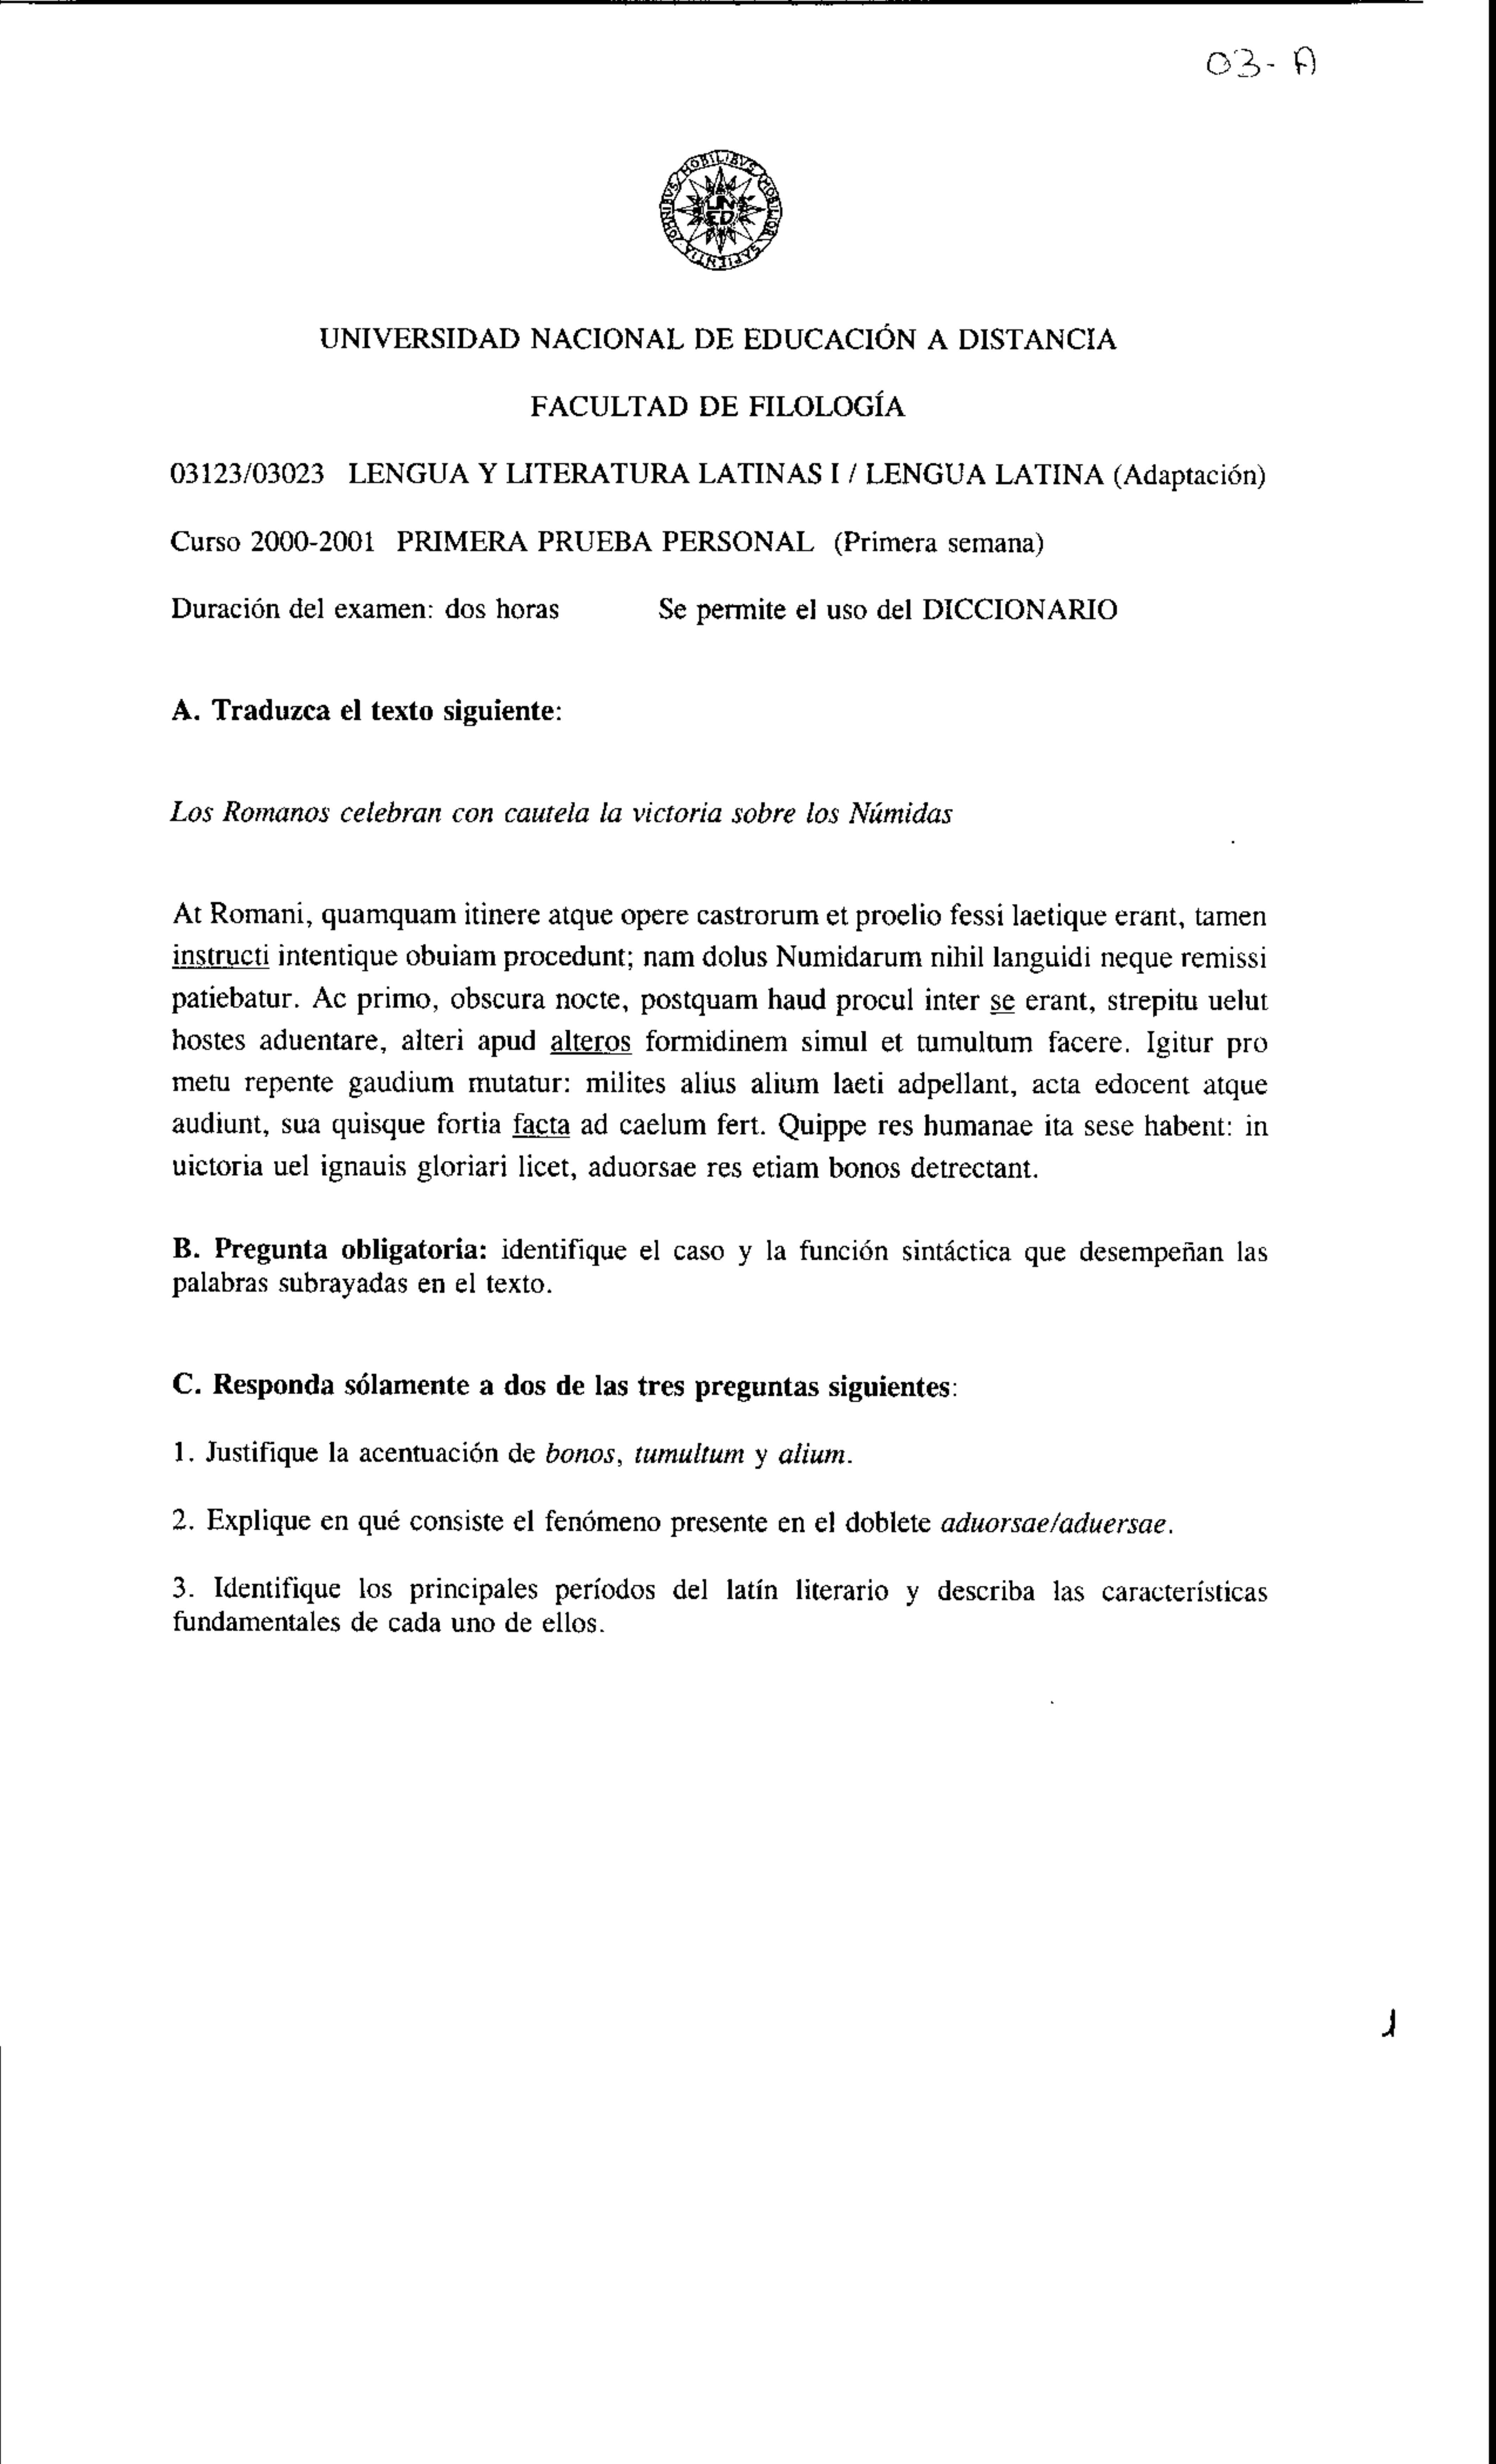 03-A
OMNIBVS MOBILIBVS MOBILIOR SAPIENTIA
UNED
UNIVERSIDAD NACIONAL DE EDUCACIÓN A DISTANCIA
FACULTAD DE FILOLOGÍA
03123/03023 LENGUA Y LITERATURA LATINAS I / LENGUA LATINA (Adaptación)
Curso 2000-2001 PRIMERA PRUEBA PERSONAL (Primera semana)
Duración del examen: dos horas Se permite el uso del DICCIONARIO
A. Traduzca el texto siguiente:
Los Romanos celebran con cautela la victoria sobre los Númidas
At Romani, quamquam itinere atque opere castrorum et proelio fessi laetique erant, tamen
instructi intentique obuiam procedunt; nam dolus Numidarum nihil languidi neque remissi
patiebatur. Ac primo, obscura nocte, postquam haud procul inter se erant, strepitu uelut
hostes aduentare, alteri apud alteros formidinem simul et tumultum facere. Igitur pro
metu repente gaudium mutatur: milites alius alium laeti adpellant, acta edocent atque
audiunt, sua quisque fortia facta ad caelum fert. Quippe res humanae ita sese habent: in
uictoria uel ignauis gloriari licet, aduorsae res etiam bonos detrectant.
B. Pregunta obligatoria: identifique el caso y la función sintáctica que desempeñan las
palabras subrayadas en el texto.
C. Responda sólamente a dos de las tres preguntas siguientes:
1. Justifique la acentuación de bonos, tumultum y alium.
2. Explique en qué consiste el fenómeno presente en el doblete aduorsae/aduersae.
3. Identifique los principales períodos del latín literario y describa las características
fundamentales de cada uno de ellos.